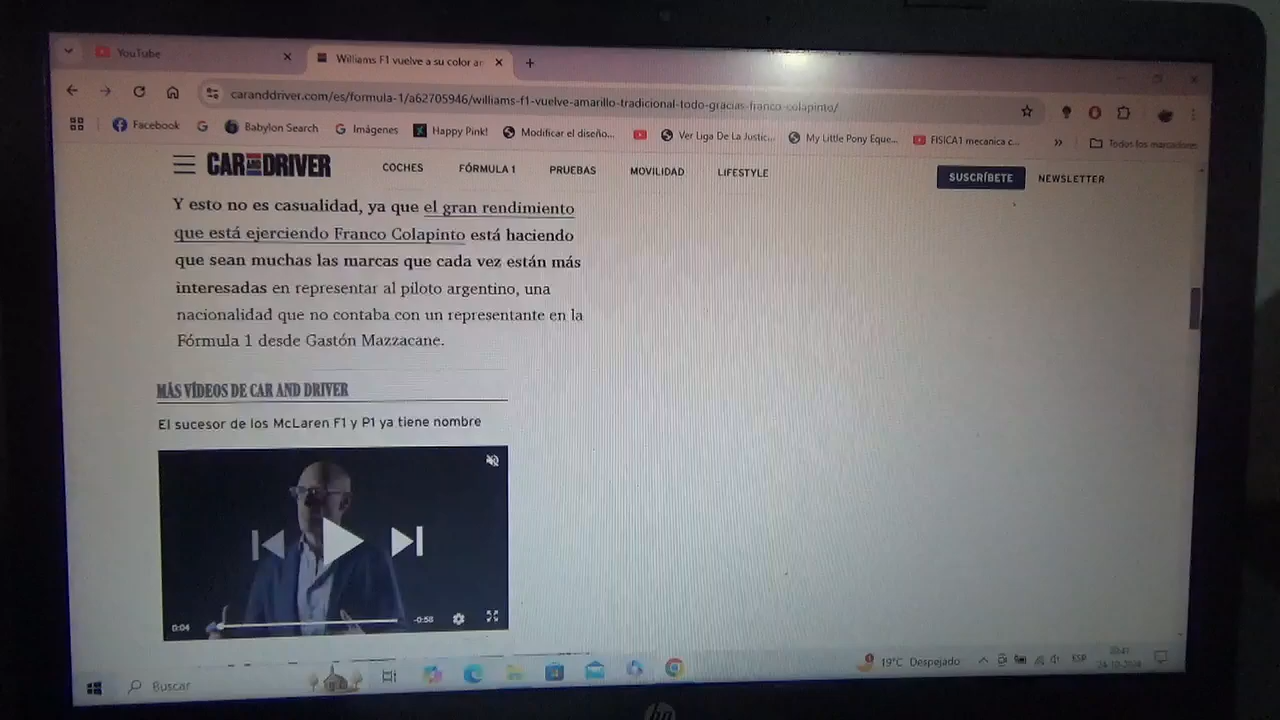 YouTube
Williams F1 vuelve a su color ar
caranddriver.com/es/formula-1/a62705946/williams-f1-vuelve-amarillo-tradicional-todo-gracias-franco-colapinto/
Facebook
Babylon Search
Imágenes
Happy Pink!
Modificar el diseño...
Ver Liga De La Justic...
My Little Pony Eque...
FISICA1 mecanica c...
Todos los marcadores
CAR AND DRIVER
COCHES
FÓRMULA 1
PRUEBAS
MOVILIDAD
LIFESTYLE
SUSCRÍBETE
NEWSLETTER
Y esto no es casualidad, ya que el gran rendimiento
que está ejerciendo Franco Colapinto está haciendo
que sean muchas las marcas que cada vez están más
interesadas en representar al piloto argentino, una
nacionalidad que no contaba con un representante en la
Fórmula 1 desde Gastón Mazzacane.
MÁS VÍDEOS DE CAR AND DRIVER
El sucesor de los McLaren F1 y P1 ya tiene nombre
0:04
-0:58
Buscar
19°C Despejado
ESP
hp